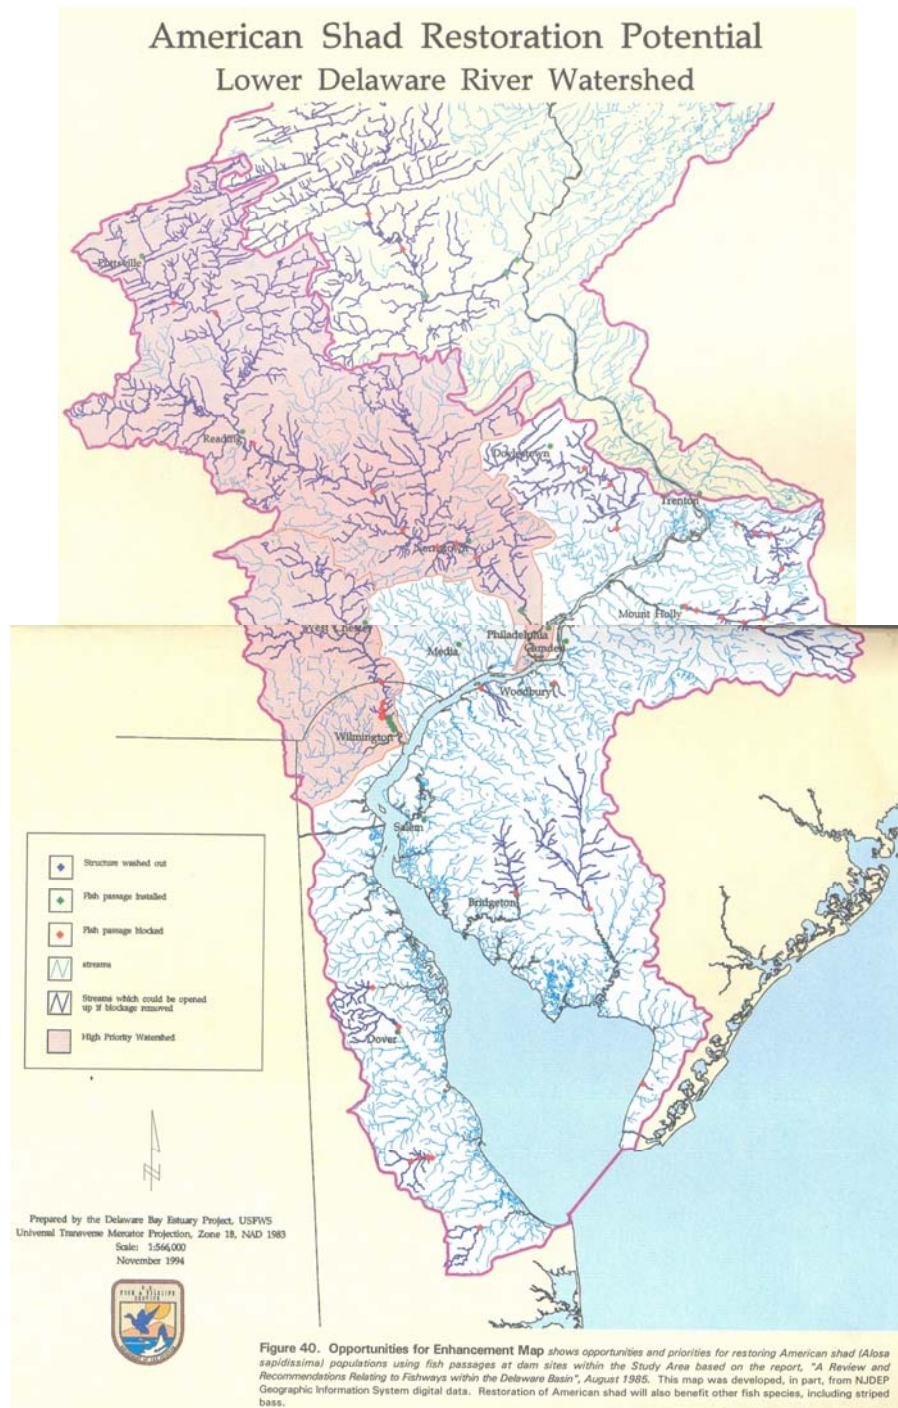 American Shad Restoration Potential
Lower Delaware River Watershed
Pottsville
Reading
Doylestown
Trenton
Norristown
Mount Holly
West Chester
Philadelphia
Camden
Media
Woodbury
Wilmington
Salem
Bridgeton
Dover
Structure washed out
Fish passage installed
Fish passage blocked
streams
Streams which could be opened
up if blockage removed
High Priority Watershed
N
Prepared by the Delaware Bay Estuary Project, USFWS
Universal Transverse Mercator Projection, Zone 18, NAD 1983
Scale: 1:566,000
November 1994
U.S.
FISH & WILDLIFE
SERVICE
Figure 40. Opportunities for Enhancement Map shows opportunities and priorities for restoring American shad (Alosa
sapidissima) populations using fish passages at dam sites within the Study Area based on the report, "A Review and
Recommendations Relating to Fishways within the Delaware Basin", August 1985. This map was developed, in part, from NJDEP
Geographic Information System digital data. Restoration of American shad will also benefit other fish species, including striped
bass.